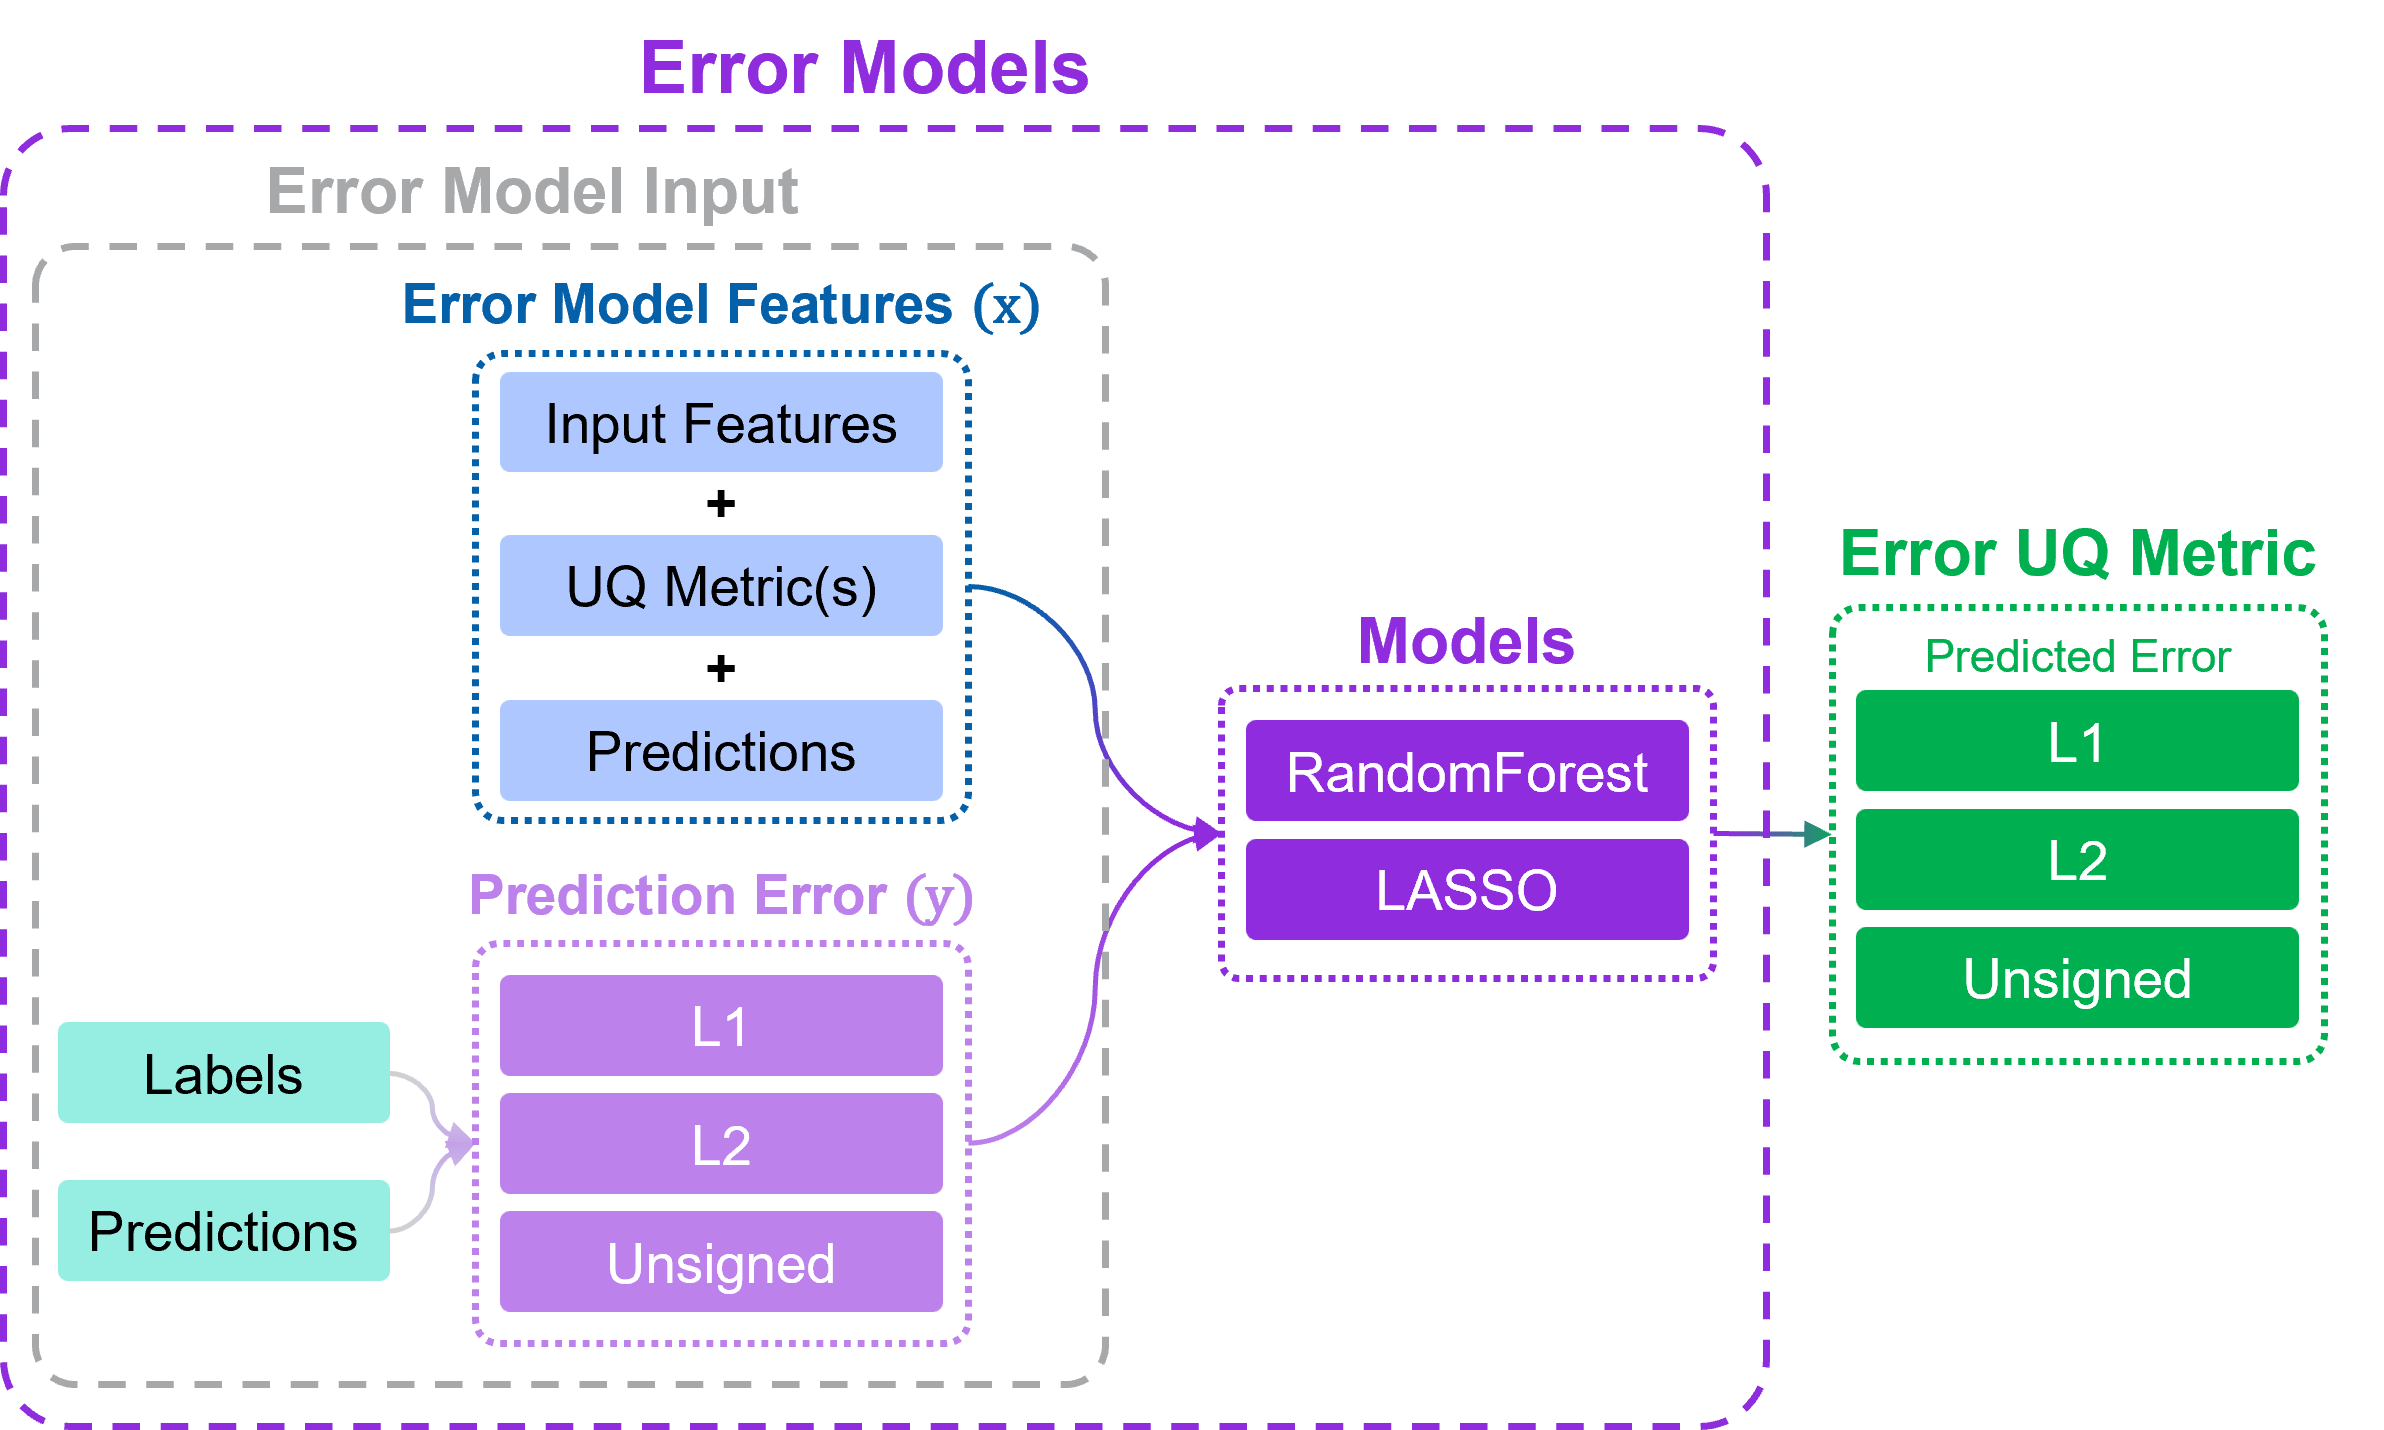 Error Models
Error Model Input
Error Model Features (x)
Input Features
+
UQ Metric(s)
+
Predictions
Prediction Error (y)
L1
L2
Unsigned
Labels
Predictions
Models
RandomForest
LASSO
Error UQ Metric
Predicted Error
L1
L2
Unsigned